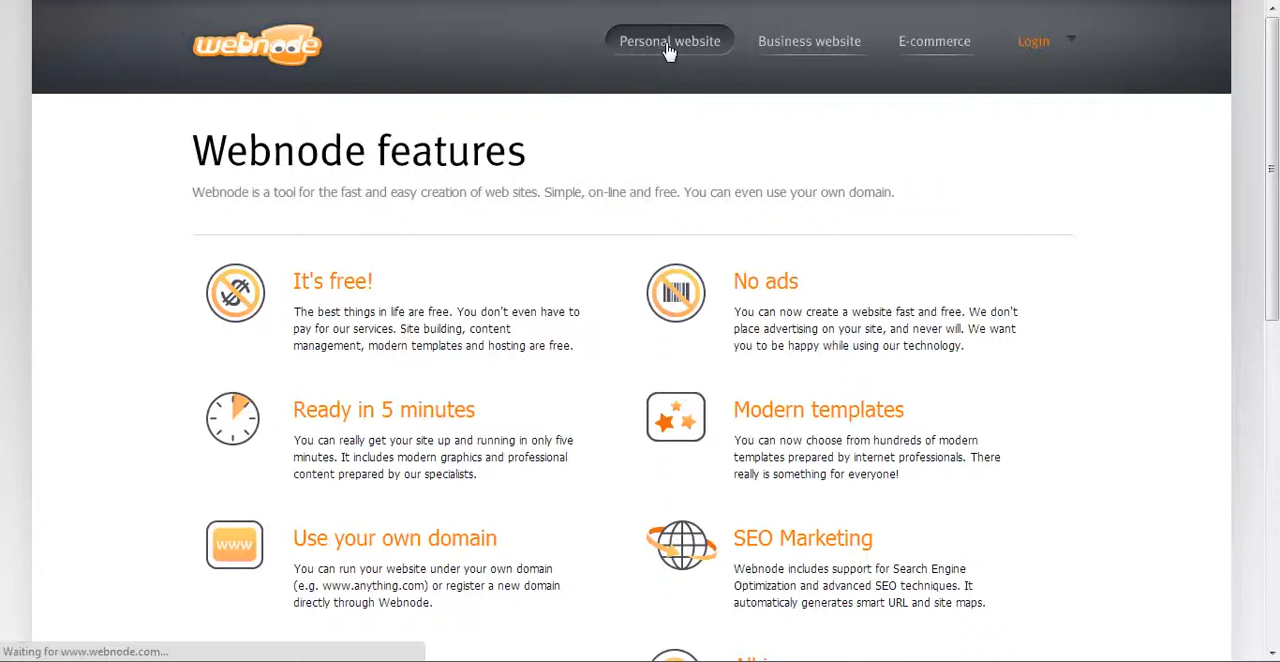 webnode
Personal website
Business website
E-commerce
Login
Webnode features
Webnode is a tool for the fast and easy creation of web sites. Simple, on-line and free. You can even use your own domain.
It's free!
The best things in life are free. You don't even have to
pay for our services. Site building, content
management, modern templates and hosting are free.
No ads
You can now create a website fast and free. We don't
place advertising on your site, and never will. We want
you to be happy while using our technology.
Ready in 5 minutes
You can really get your site up and running in only five
minutes. It includes modern graphics and professional
content prepared by our specialists.
Modern templates
You can now choose from hundreds of modern
templates prepared by internet professionals. There
really is something for everyone!
www
Use your own domain
You can run your website under your own domain
(e.g. www.anything.com) or register a new domain
directly through Webnode.
SEO Marketing
Webnode includes support for Search Engine
Optimization and advanced SEO techniques. It
automaticaly generates smart URL and site maps.
Waiting for www.webnode.com...